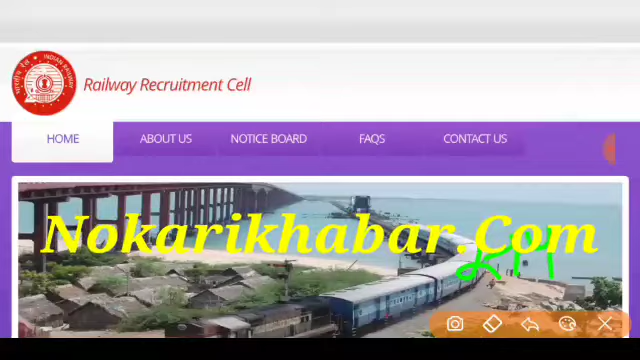 Railway Recruitment Cell
HOME ABOUT US NOTICE BOARD FAQS CONTACT US
Nokarikhabar.Com